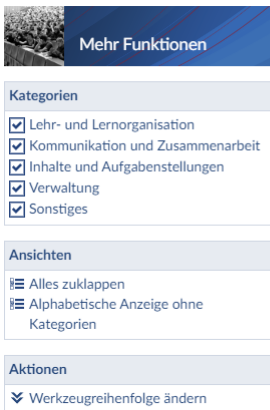 Mehr Funktionen
Kategorien
Lehr- und Lernorganisation
Kommunikation und Zusammenarbeit
Inhalte und Aufgabenstellungen
Verwaltung
Sonstiges
Ansichten
Alles zuklappen
Alphabetische Anzeige ohne
Kategorien
Aktionen
Werkzeugreihenfolge ändern